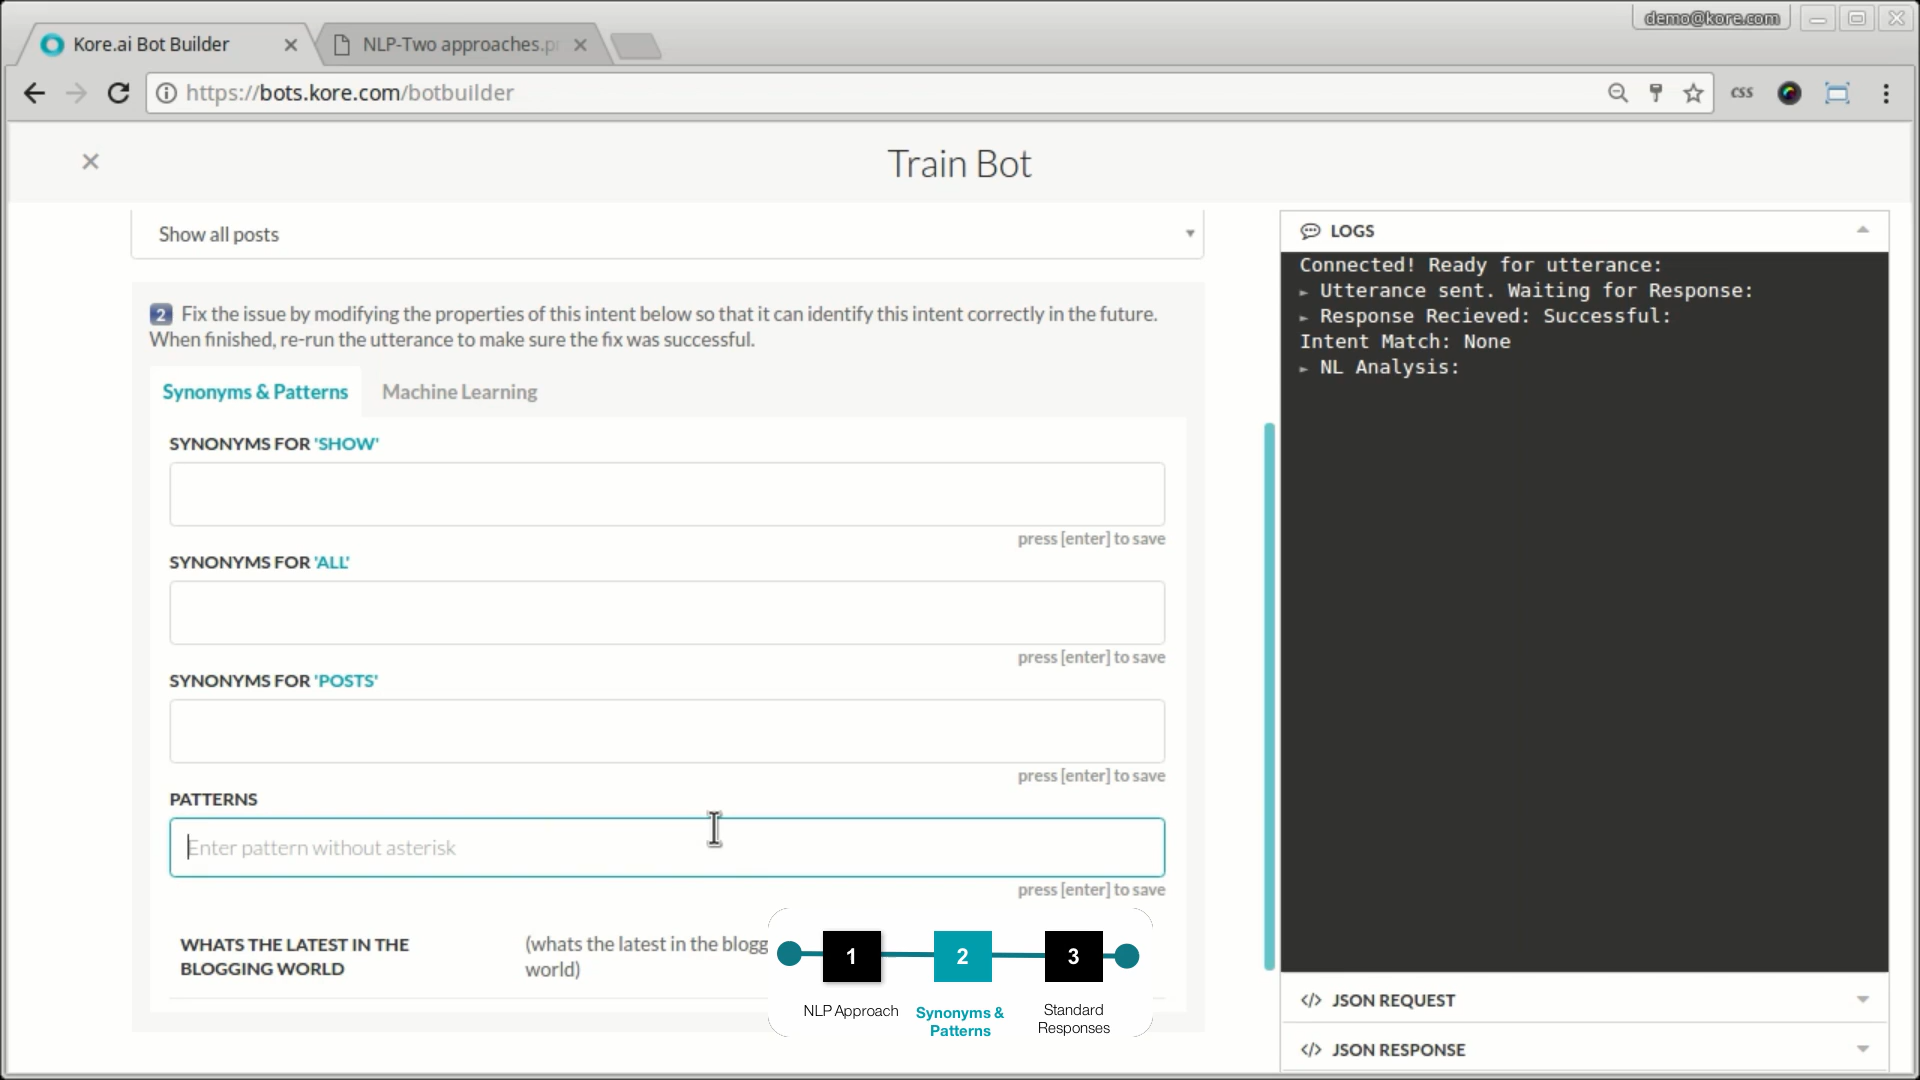 demo@kore.com
Kore.ai Bot Builder
NLP-Two approaches.pr
https://bots.kore.com/botbuilder
css
Train Bot
Show all posts
2 Fix the issue by modifying the properties of this intent below so that it can identify this intent correctly in the future.
When finished, re-run the utterance to make sure the fix was successful.
Synonyms & Patterns
Machine Learning
SYNONYMS FOR 'SHOW'
press [enter] to save
SYNONYMS FOR 'ALL'
press [enter] to save
SYNONYMS FOR 'POSTS'
press [enter] to save
PATTERNS
Enter pattern without asterisk
press [enter] to save
WHATS THE LATEST IN THE
BLOGGING WORLD
(whats the latest in the blogg
world)
1
2
3
NLP Approach
Synonyms &
Patterns
Standard
Responses
LOGS
Connected! Ready for utterance:
Utterance sent. Waiting for Response:
Response Recieved: Successful:
Intent Match: None
NL Analysis:
</> JSON REQUEST
</> JSON RESPONSE